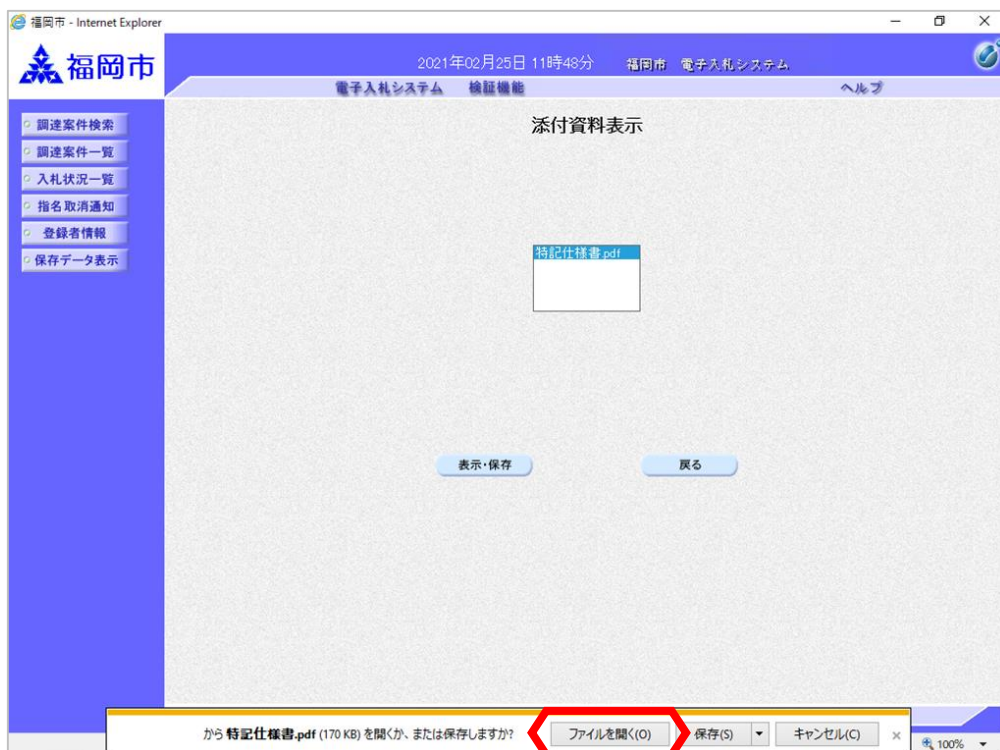 福岡市 - Internet Explorer
福岡市
2021年02月25日 11時48分 福岡市 電子入札システム
電子入札システム 検証機能 ヘルプ
調達案件検索
調達案件一覧
入札状況一覧
指名取消通知
登録者情報
保存データ表示
添付資料表示
特記仕様書.pdf
表示・保存 戻る
から 特記仕様書.pdf (170 KB) を開くか、または保存しますか? ファイルを開く(O) 保存(S) キャンセル(C)
100%